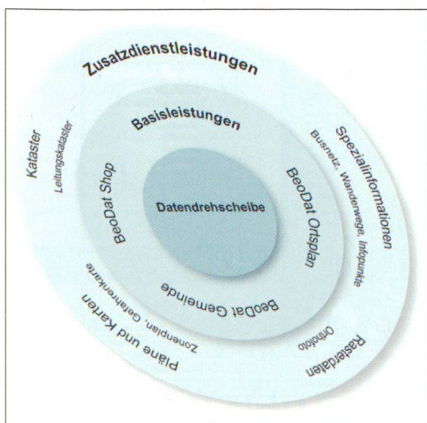 Zusatzdienstleistungen
Basisleistungen
Datendrehscheibe
Kataster
Leitungskataster
BeoDat Shop
BeoDat Ortsplan
BeoDat Gemeinde
Spezialinformationen
Busnetz, Wanderwege, Infopunkte
Pläne und Karten
Zonenplan, Gefahrenkarte
Rasterdaten
Orthofoto